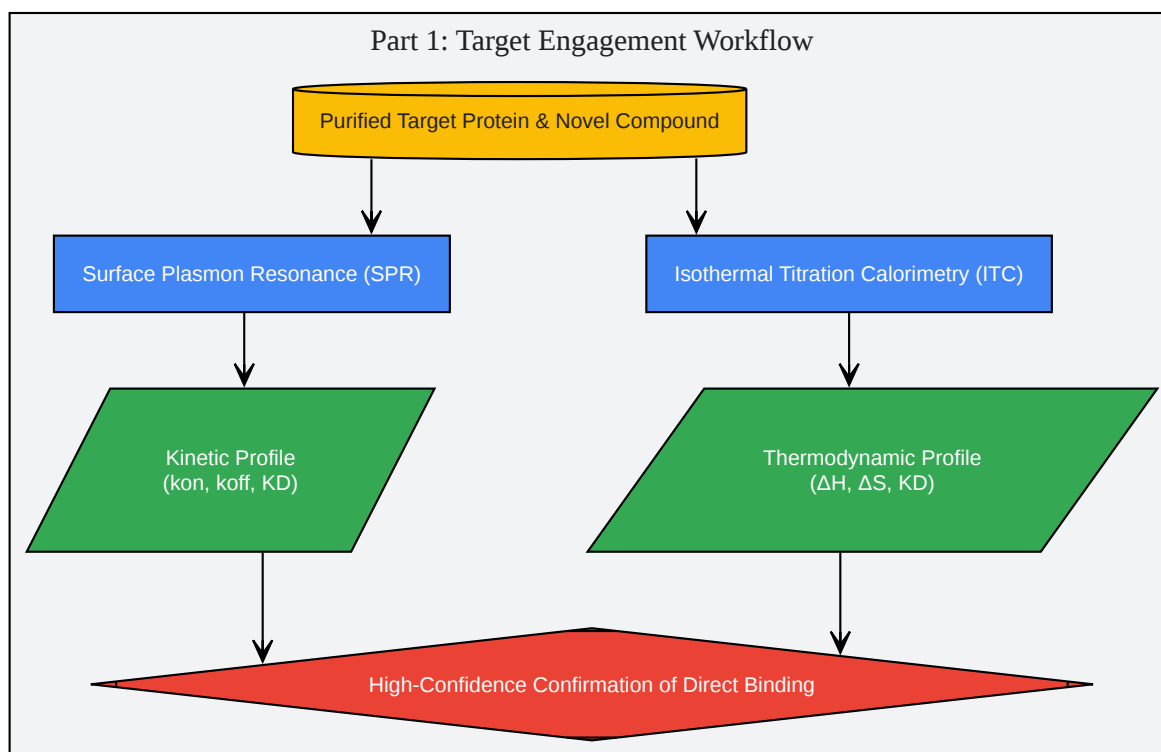 Part 1: Target Engagement Workflow
Purified Target Protein & Novel Compound
Surface Plasmon Resonance (SPR)
Isothermal Titration Calorimetry (ITC)
Kinetic Profile
(kon, koff, KD)
Thermodynamic Profile
(ΔH, ΔS, KD)
High-Confidence Confirmation of Direct Binding